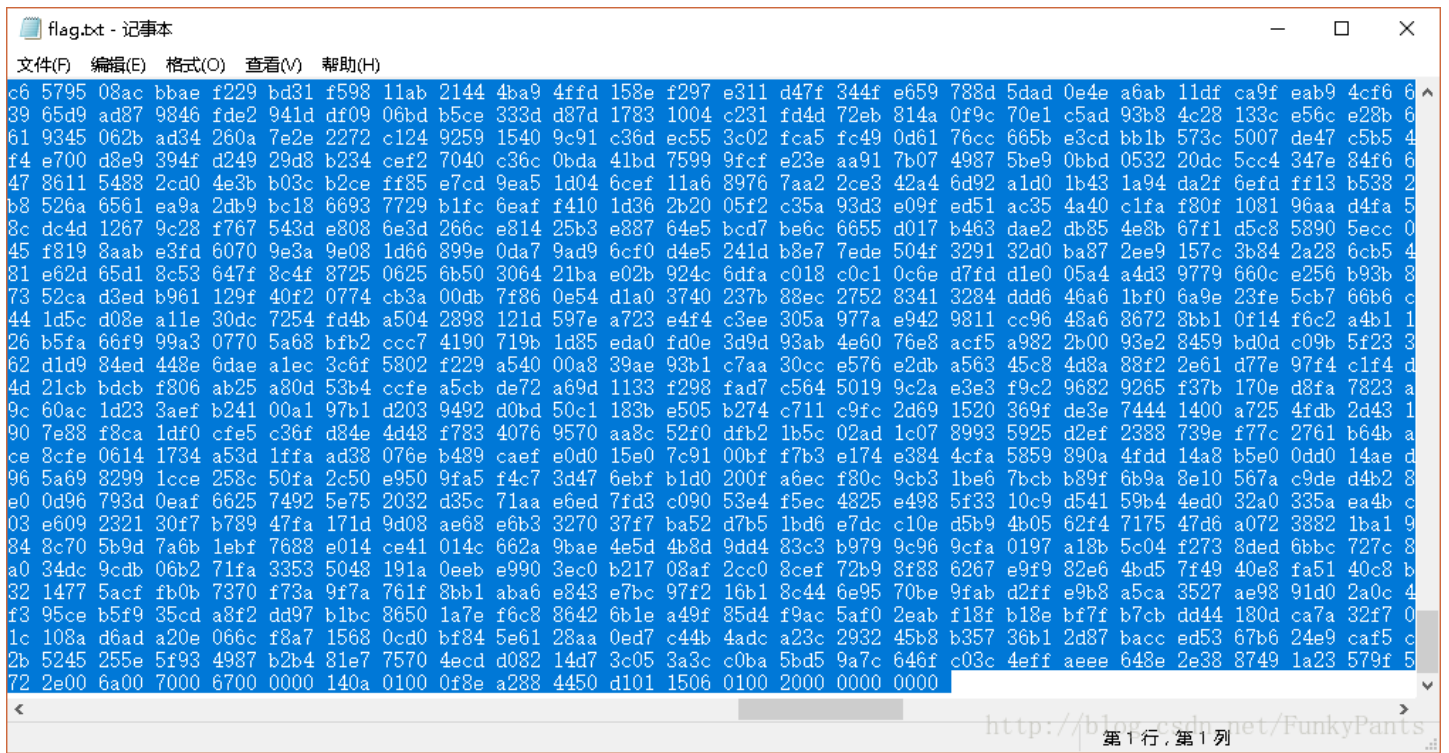 flag.txt - 记事本
文件(F) 编辑(E) 格式(O) 查看(V) 帮助(H)
c6 5795 08ac bbae f229 bd31 f598 11ab 2144 4ba9 4ffd 158e f297 e311 d47f 344f e659 788d 5dad 0e4e a6ab 11df ca9f eab9 4cf6 6
39 65d9 ad87 9846 fde2 941d df09 06bd b5ce 333d d87d 1783 1004 c231 fd4d 72eb 814a 0f9c 70e1 c5ad 93b8 4c28 133c e56c e28b 6
61 9345 062b ad34 260a 7e2e 2272 c124 9259 1540 9c91 c36d ec55 3c02 fca5 fc49 0d61 76cc 665b e3cd bb1b 573c 5007 de47 c5b5 4
f4 e700 d8e9 394f d249 29d8 b234 cef2 7040 c36c 0bda 41bd 7599 9fcf e23e aa91 7b07 4987 5be9 0bbd 0532 20dc 5cc4 347e 84f6 6
47 8611 5488 2cd0 4e3b b03c b2ce ff85 e7cd 9ea5 1d04 6cef 11a6 8976 7aa2 2ce3 42a4 6d92 a1d0 1b43 1a94 da2f 6efd ff13 b538 2
b8 526a 6561 ea9a 2db9 bc18 6693 7729 b1fc 6eaf f410 1d36 2b20 05f2 c35a 93d3 e09f ed51 ac35 4a40 c1fa f80f 1081 96aa d4fa 5
8c dc4d 1267 9c28 f767 543d e808 6e3d 266c e814 25b3 e887 64e5 bcd7 be6c 6655 d017 b463 dae2 db85 4e8b 67f1 d5c8 5890 5ecc 0
45 f819 8aab e3fd 6070 9e3a 9e08 1d66 899e 0da7 9ad9 6cf0 d4e5 241d b8e7 7ede 504f 3291 32d0 ba87 2ee9 157c 3b84 2a28 6cb5 4
81 e62d 65d1 8c53 647f 8c4f 8725 0625 6b50 3064 21ba e02b 924c 6dfa c018 c0c1 0c6e d7fd d1e0 05a4 a4d3 9779 660c e256 b93b 8
73 52ca d3ed b961 129f 40f2 0774 cb3a 00db 7f86 0e54 d1a0 3740 237b 88ec 2752 8341 3284 ddd6 46a6 1bf0 6a9e 23fe 5cb7 66b6 c
44 1d5c d08e a11e 30dc 7254 fd4b a504 2898 121d 597e a723 e4f4 c3ee 305a 977a e942 9811 cc96 48a6 8672 8bb1 0f14 f6c2 a4b1 1
26 b5fa 66f9 99a3 0770 5a68 bfb2 ccc7 4190 719b 1d85 eda0 fd0e 3d9d 93ab 4e60 76e8 acf5 a982 2b00 93e2 8459 bd0d c09b 5f23 3
62 d1d9 84ed 448e 6dae a1ec 3c6f 5802 f229 a540 00a8 39ae 93b1 c7aa 30cc e576 e2db a563 45c8 4d8a 88f2 2e61 d77e 97f4 c1f4 d
4d 21cb bdcb f806 ab25 a80d 53b4 ccfe a5cb de72 a69d 1133 f298 fad7 c564 5019 9c2a e3e3 f9c2 9682 9265 f37b 170e d8fa 7823 a
9c 60ac 1d23 3aef b241 00a1 97b1 d203 9492 d0bd 50c1 183b e505 b274 c711 c9fc 2d69 1520 369f de3e 7444 1400 a725 4fdb 2d43 1
90 7e88 f8ca 1df0 cfe5 c36f d84e 4d48 f783 4076 9570 aa8c 52f0 dfb2 1b5c 02ad 1c07 8993 5925 d2ef 2388 739e f77c 2761 b64b a
ce 8cfe 0614 1734 a53d 1ffa ad38 076e b489 caef e0d0 15e0 7c91 00bf f7b3 e174 e384 4cfa 5859 890a 4fdd 14a8 b5e0 0dd0 14ae d
96 5a69 8299 1cce 258c 50fa 2c50 e950 9fa5 f4c7 3d47 6ebf b1d0 200f a6ec f80c 9cb3 1be6 7bcb b89f 6b9a 8e10 567a c9de d4b2 8
e0 0d96 793d 0eaf 6625 7492 5e75 2032 d35c 71aa e6ed 7fd3 c090 53e4 f5ec 4825 e498 5f33 10c9 d541 59b4 4ed0 32a0 335a ea4b c
03 e609 2321 30f7 b789 47fa 171d 9d08 ae68 e6b3 3270 37f7 ba52 d7b5 1bd6 e7dc c10e d5b9 4b05 62f4 7175 47d6 a072 3882 1ba1 9
84 8c70 5b9d 7a6b 1ebf 7688 e014 ce41 014c 662a 9bae 4e5d 4b8d 9dd4 83c3 b979 9c96 9cfa 0197 a18b 5c04 f273 8ded 6bbc 727c 8
a0 34dc 9cdb 06b2 71fa 3353 5048 191a 0eeb e990 3ec0 b217 08af 2cc0 8cef 72b9 8f88 6267 e9f9 82e6 4bd5 7f49 40e8 fa51 40c8 b
32 1477 5acf fb0b 7370 f73a 9f7a 761f 8bb1 aba6 e843 e7bc 97f2 16b1 8c44 6e95 70be 9fab d2ff e9b8 a5ca 3527 ae98 91d0 2a0c 4
f3 95ce b5f9 35cd a8f2 dd97 b1bc 8650 1a7e f6c8 8642 6b1e a49f 85d4 f9ac 5af0 2eab f18f b18e bf7f b7cb dd44 180d ca7a 32f7 0
1c 108a d6ad a20e 066c f8a7 1568 0cd0 bf84 5e61 28aa 0ed7 c44b 4adc a23c 2932 45b8 b357 36b1 2d87 bacc ed53 67b6 24e9 caf5 c
2b 5245 255e 5f93 4987 b2b4 81e7 7570 4ecd d082 14d7 3c05 3a3c c0ba 5bd5 9a7c 646f c03c 4eff aeee 648e 2e38 8749 1a23 579f 5
72 2e00 6a00 7000 6700 0000 140a 0100 0f8e a288 4450 d101 1506 0100 2000 0000 0000
http://blog.csdn.net/FunkyPants
第 1 行，第 1 列